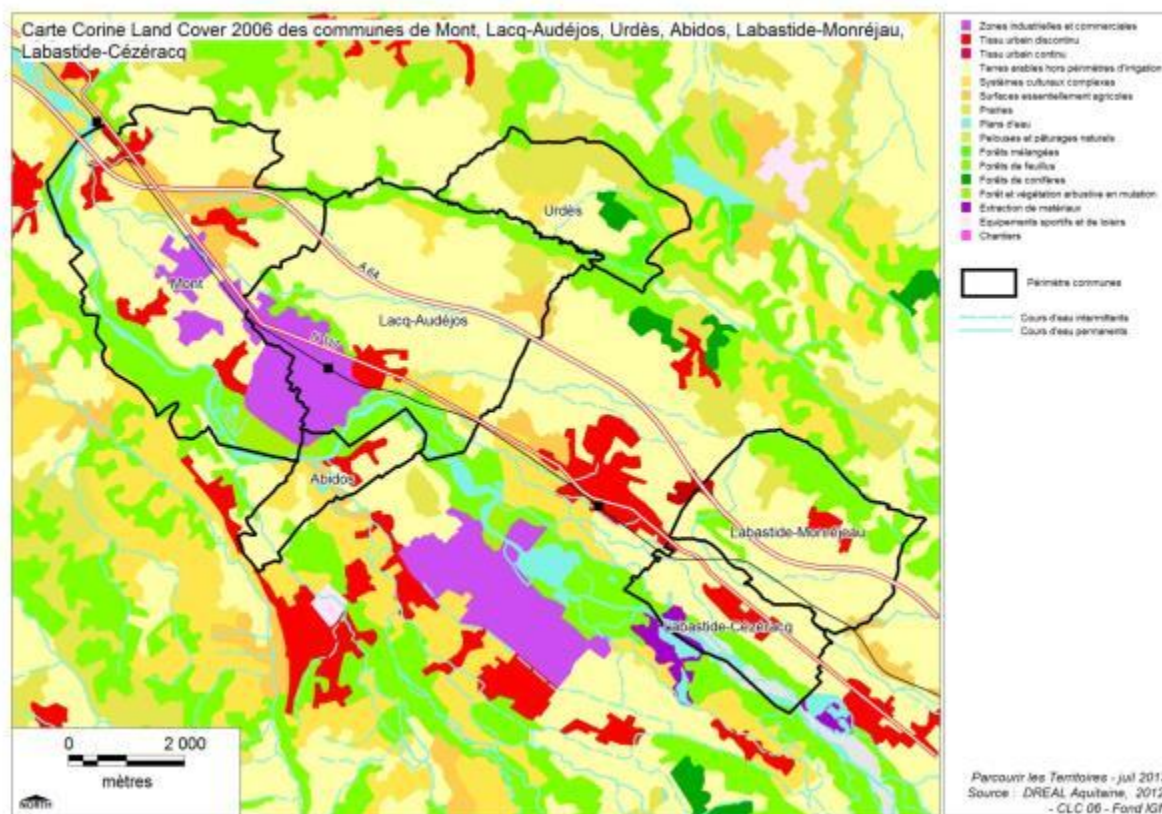 Carte Corine Land Cover 2006 des communes de Mont, Lacq-Audéjos, Urdès, Abidos, Labastide-Monréjau,
Labastide-Cézéracq
Zones industrielles et commerciales
Tissu urbain discontinu
Tissu urbain continu
Terres arables hors périmètres d'irrigation
Systèmes culturaux complexes
Surfaces essentiellement agricoles
Prairies
Plans d'eau
Pelouses et pâturages naturels
Forêts mélangées
Forêts de feuillus
Forêts de conifères
Forêt et végétation arbustive en mutation
Extraction de matériaux
Equipements sportifs et de loisirs
Chantiers
Périmètre communes
Cours d'eau intermittents
Cours d'eau permanents
Urdès
A 64
Mont
Lacq-Audéjos
Abidos
Labastide-Monréjeau
Labastide-Cézéracq
0 2 000
mètres
NORTH
Parcourir les Territoires - juil 201
Source : DREAL Aquitaine, 2012
- CLC 06 - Fond IGN